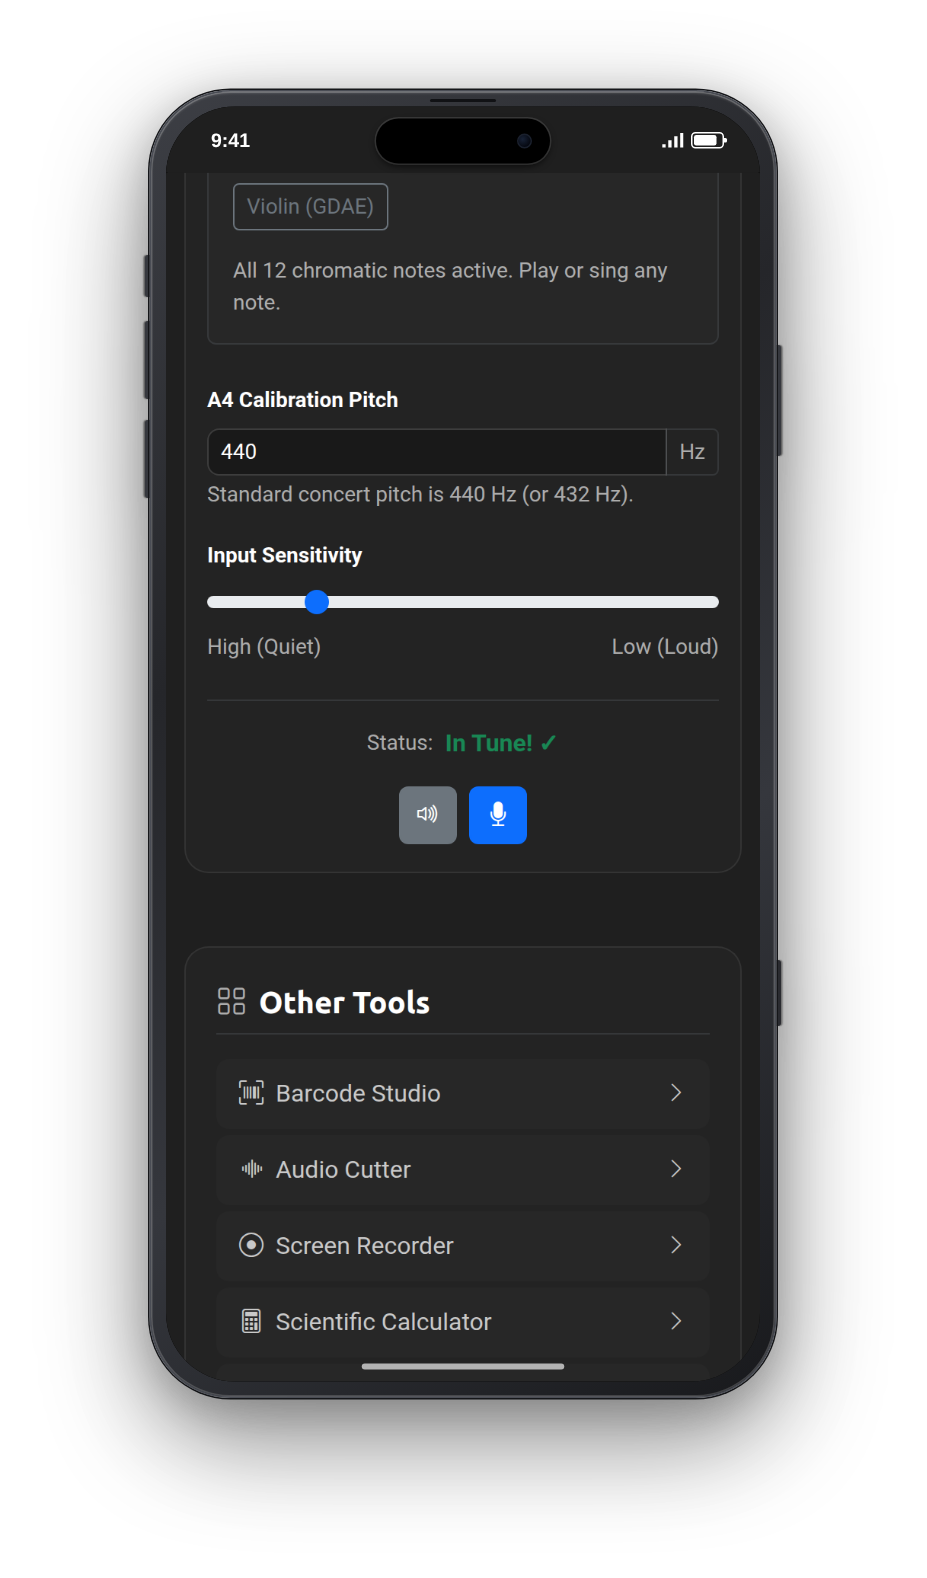 9:41
Violin (GDAE)
All 12 chromatic notes active. Play or sing any
note.
A4 Calibration Pitch
440 Hz
Standard concert pitch is 440 Hz (or 432 Hz).
Input Sensitivity
High (Quiet) Low (Loud)
Status: In Tune! ✓
Other Tools
Barcode Studio
Audio Cutter
Screen Recorder
Scientific Calculator